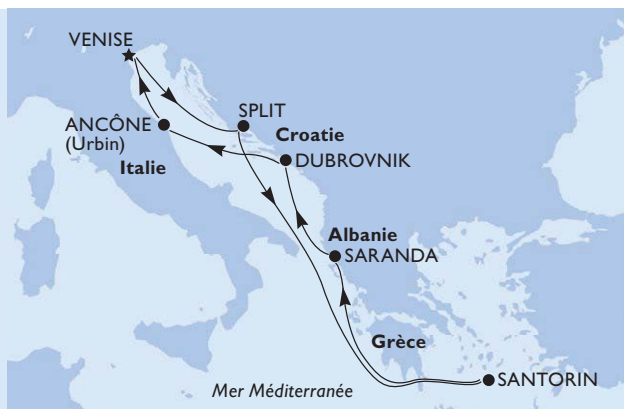 VENISE
SPLIT
ANCÔNE
(Urbin)
Croatie
DUBROVNIK
Italie
Albanie
SARANDA
Grèce
SANTORIN
Mer Méditerranée